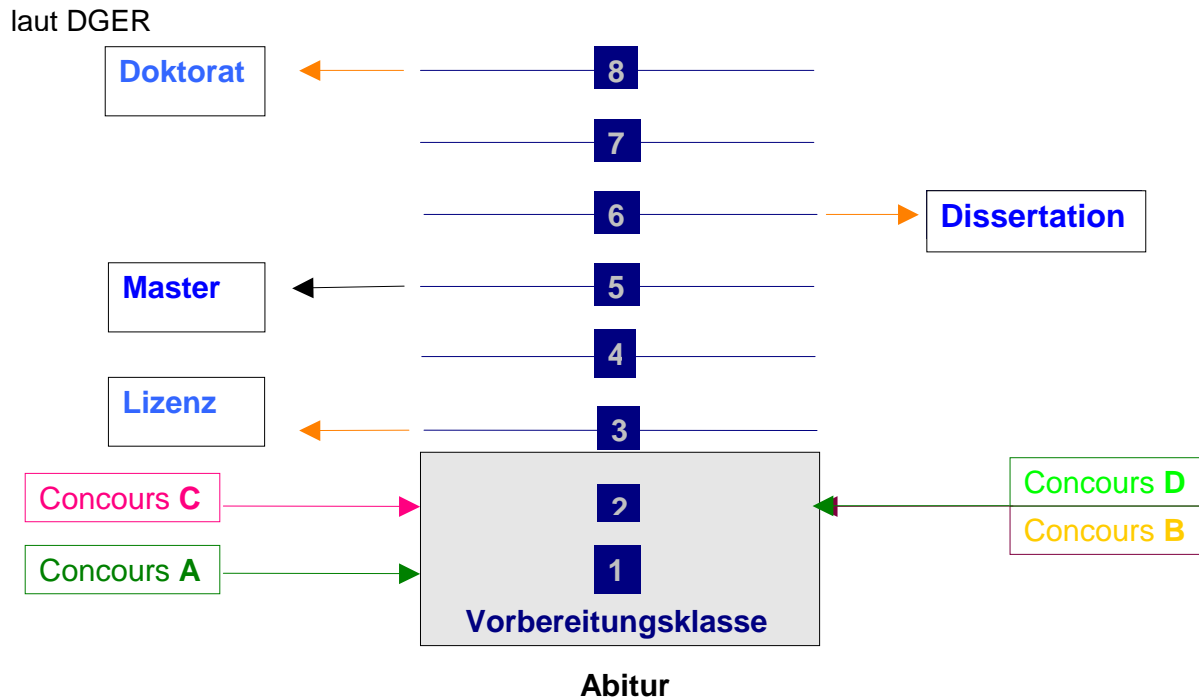 laut DGER
Doktorat
8
7
6
Dissertation
Master
5
4
Lizenz
3
Concours C
2
Concours D
Concours B
Concours A
1
Vorbereitungsklasse
Abitur